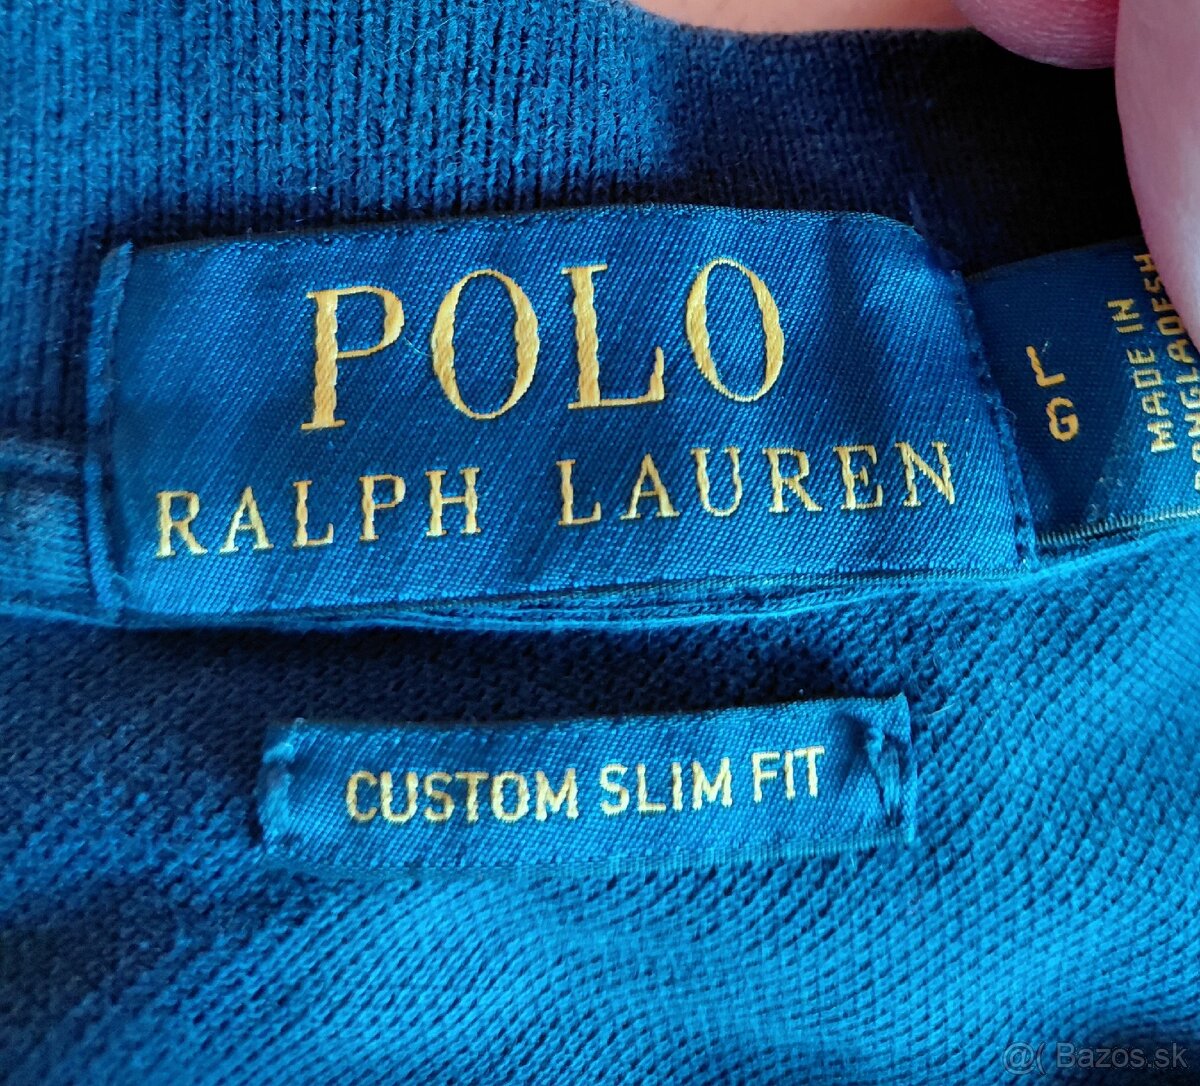 POLO
RALPH LAUREN
L
G
MADE IN
BANGLADESH
CUSTOM SLIM FIT
@( Bazos.sk